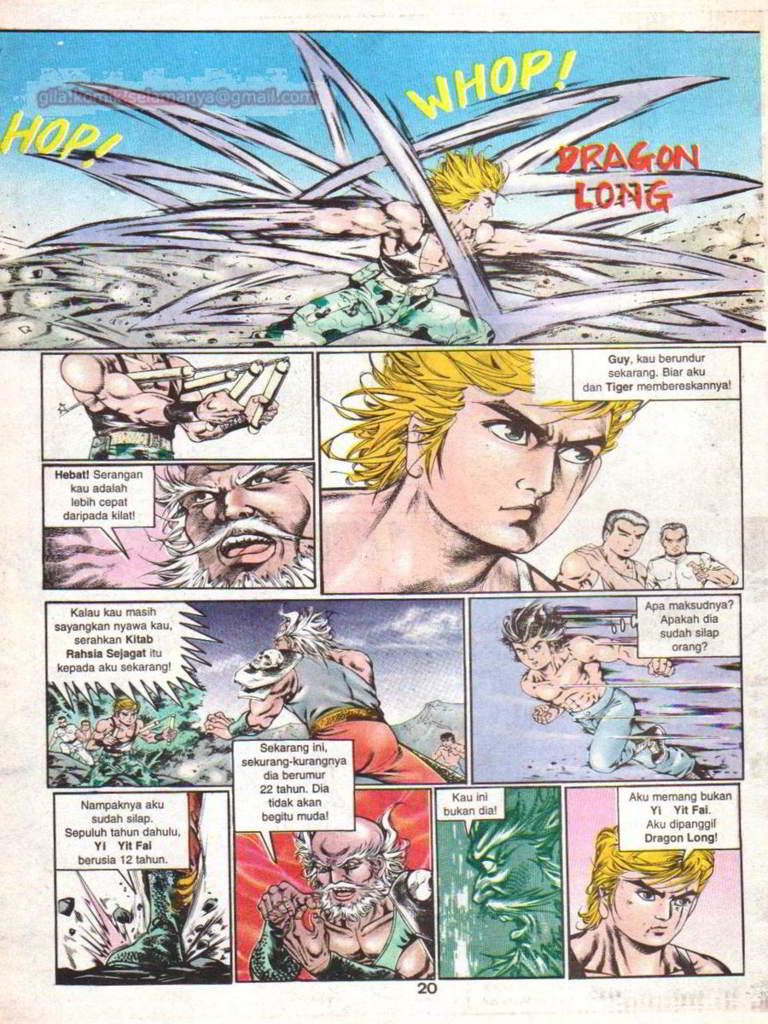 gila.komik2selamanya@gmail.com
HOP!
WHOP!
DRAGON
LONG
Guy, kau berundur
sekarang. Biar aku
dan Tiger membereskannya!
Hebat! Serangan
kau adalah
lebih cepat
daripada kilat!
Kalau kau masih
sayangkan nyawa kau,
serahkan Kitab
Rahsia Sejagat itu
kepada aku sekarang!
Apa maksudnya?
Apakah dia
sudah silap
orang?
Sekarang ini,
sekurang-kurangnya
dia berumur
22 tahun. Dia
tidak akan
begitu muda!
Nampaknya aku
sudah silap.
Sepuluh tahun dahulu,
Yi Yit Fai
berusia 12 tahun.
Kau ini
bukan dia!
Aku memang bukan
Yi Yit Fai.
Aku dipanggil
Dragon Long!
20